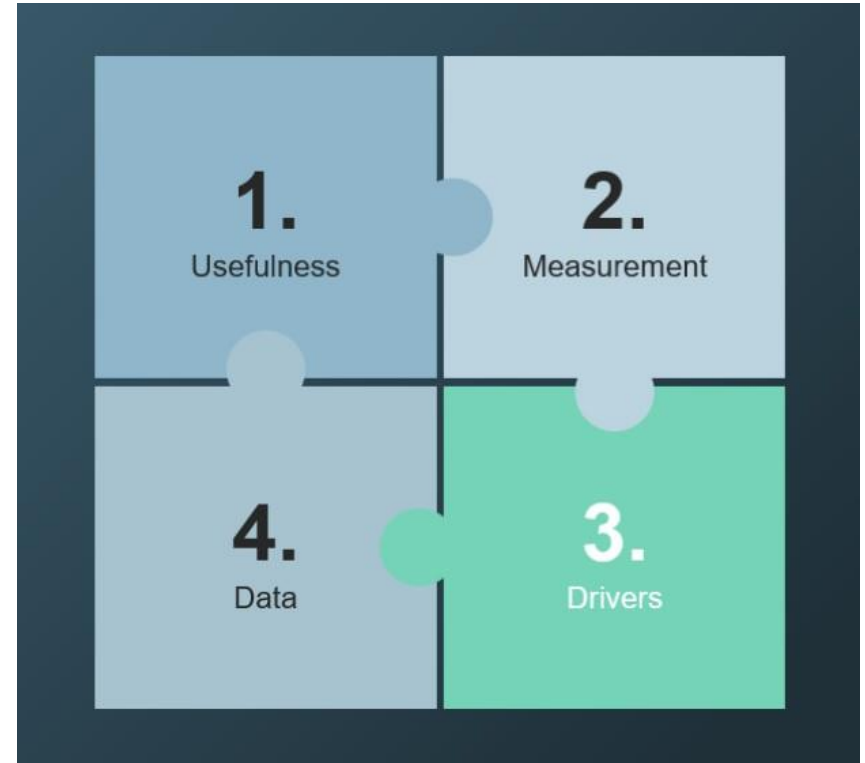 1.
Usefulness
2.
Measurement
4.
Data
3.
Drivers